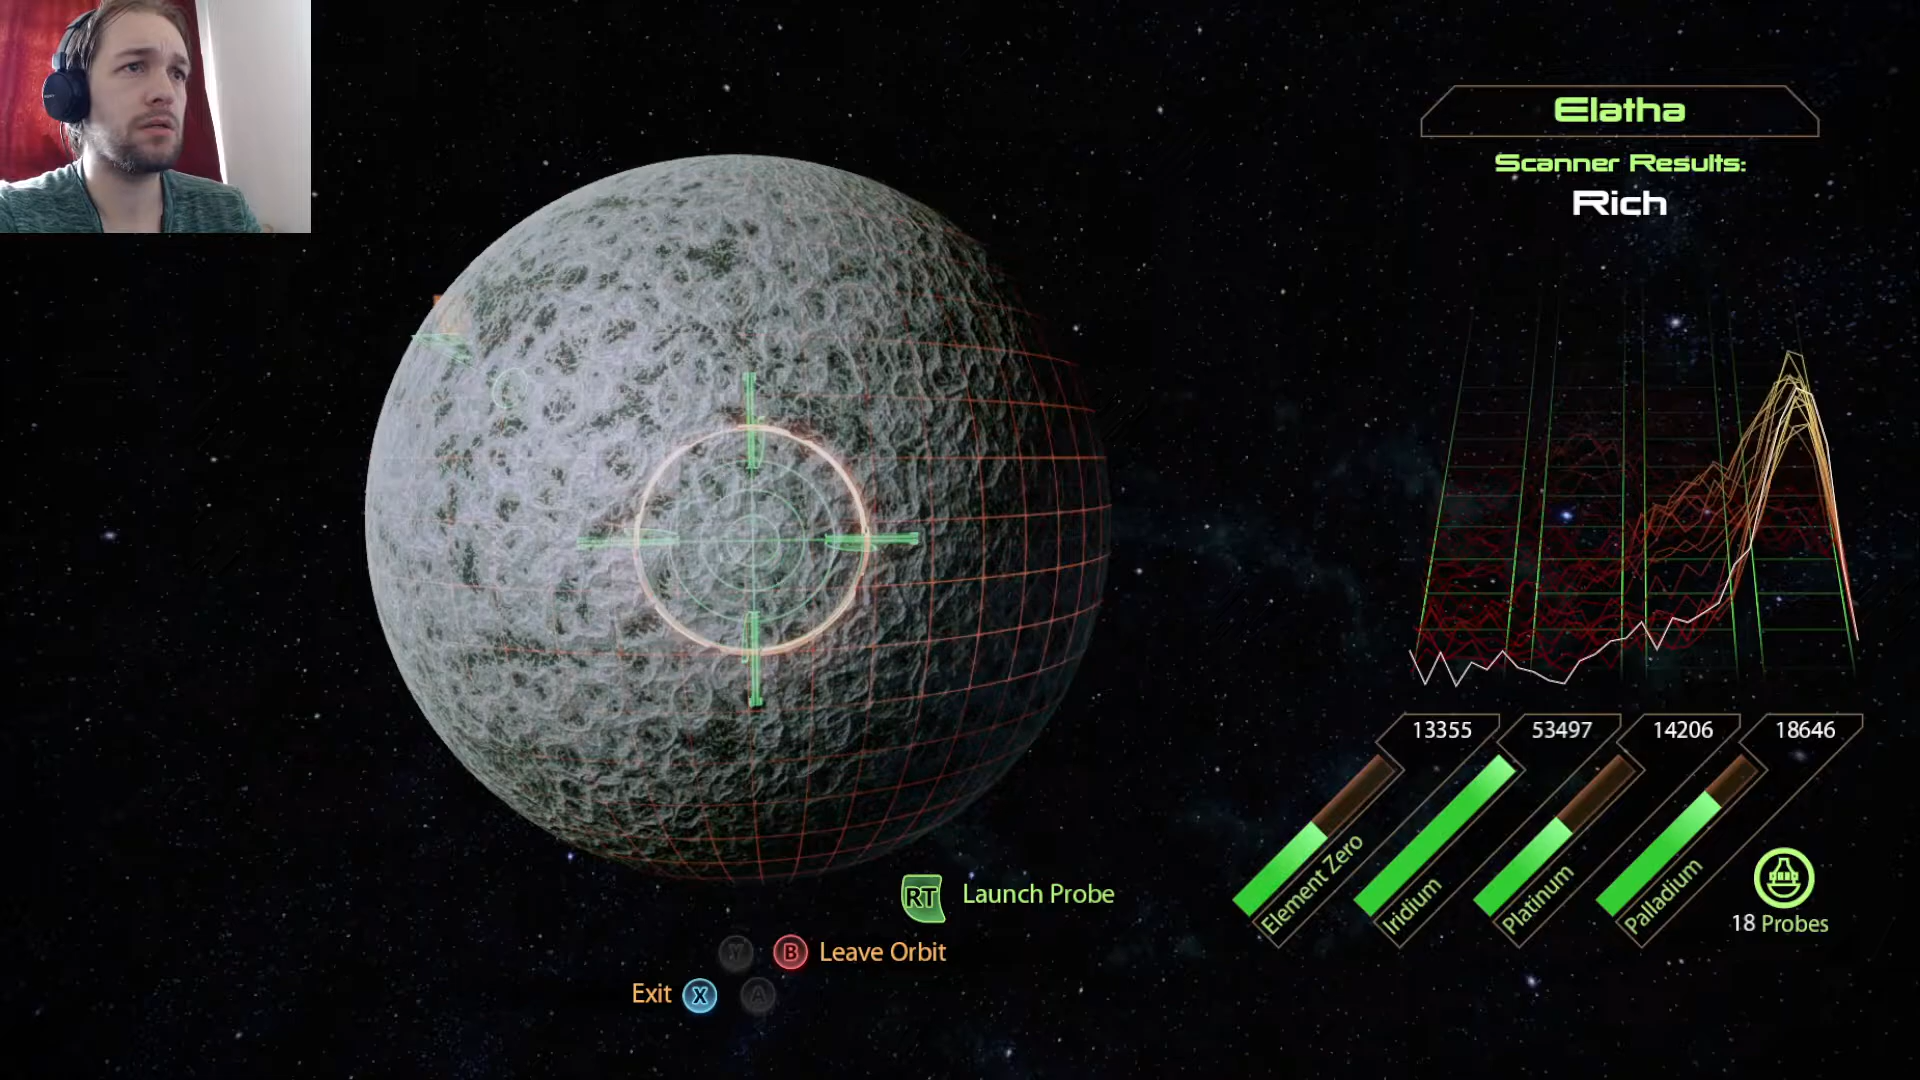 Elatha
Scanner Results:
Rich
13355
53497
14206
18646
Element Zero
Iridium
Platinum
Palladium
18 Probes
RT Launch Probe
Y
B Leave Orbit
Exit X
A